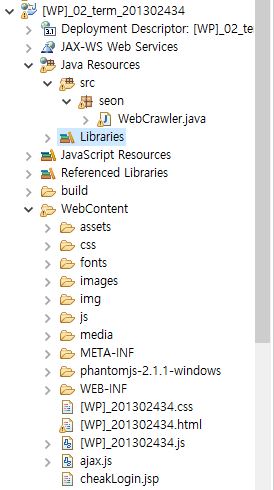 [WP]_02_term_201302434
Deployment Descriptor: [WP]_02_te
JAX-WS Web Services
Java Resources
src
seon
WebCrawler.java
Libraries
JavaScript Resources
Referenced Libraries
build
WebContent
assets
css
fonts
images
img
js
media
META-INF
phantomjs-2.1.1-windows
WEB-INF
[WP]_201302434.css
[WP]_201302434.html
[WP]_201302434.js
ajax.js
cheakLogin.jsp